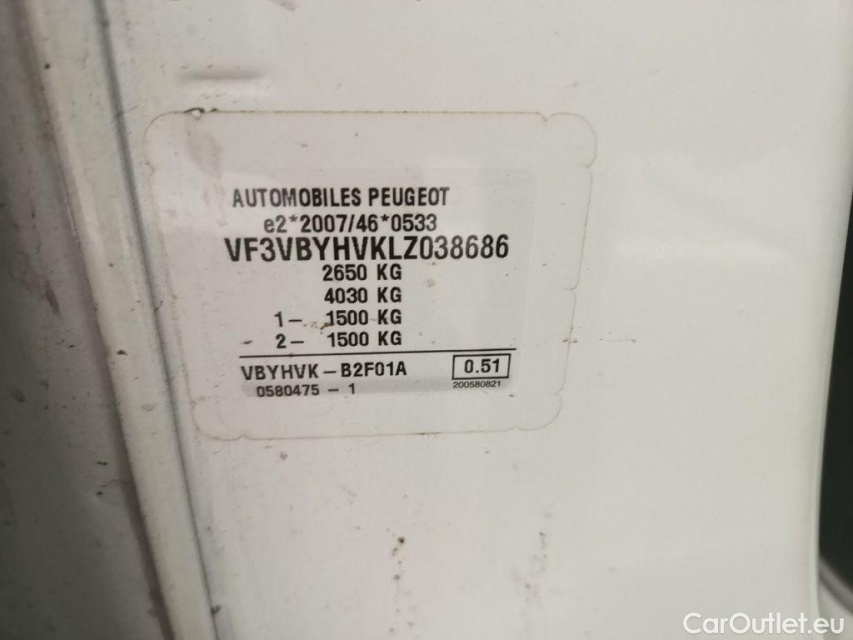 AUTOMOBILES PEUGEOT
e2*2007/46*0533
VF3VBYHVKLZ038686
2650 KG
4030 KG
1- 1500 KG
2- 1500 KG
VBYHVK-B2F01A 0.51
0580475-1 200580821
CarOutlet.eu